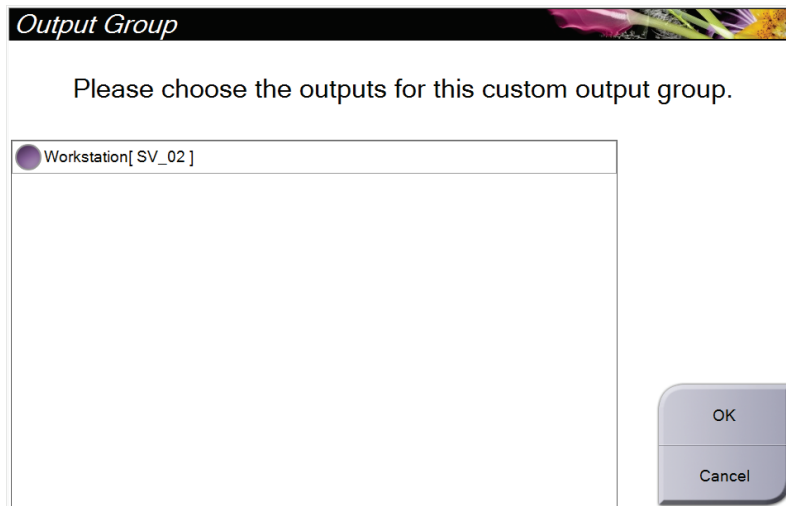 Output Group
Please choose the outputs for this custom output group.
Workstation[ SV_02 ]
OK
Cancel